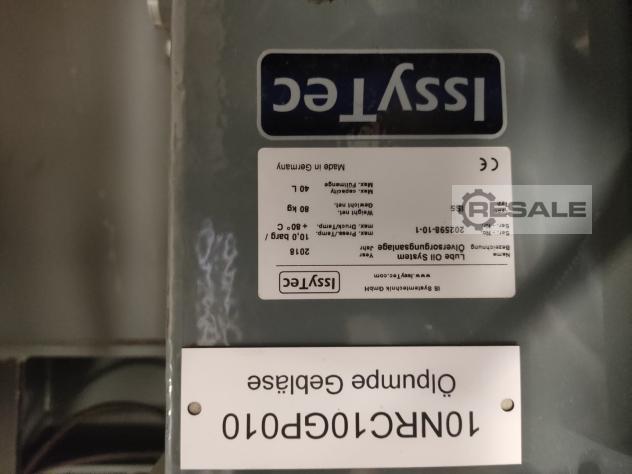 10NRC10GP010
Ölpumpe Gebläse
IS Systemtechnik GmbH
www.issytec.com
IssyTec
Name
Bezeichnung
Lube Oil System
Ölversorgungsanlage
Year
Jahr
2018
Ser.- No
202598-10-1
max. Press/Temp.
max. Druck/Temp.
10,0 barg /
+ 80° C
Weight net.
Gewicht net.
80 kg
Max. capacity
Max. Füllmenge
40 L
CE
Made in Germany
IssyTec
RESALE